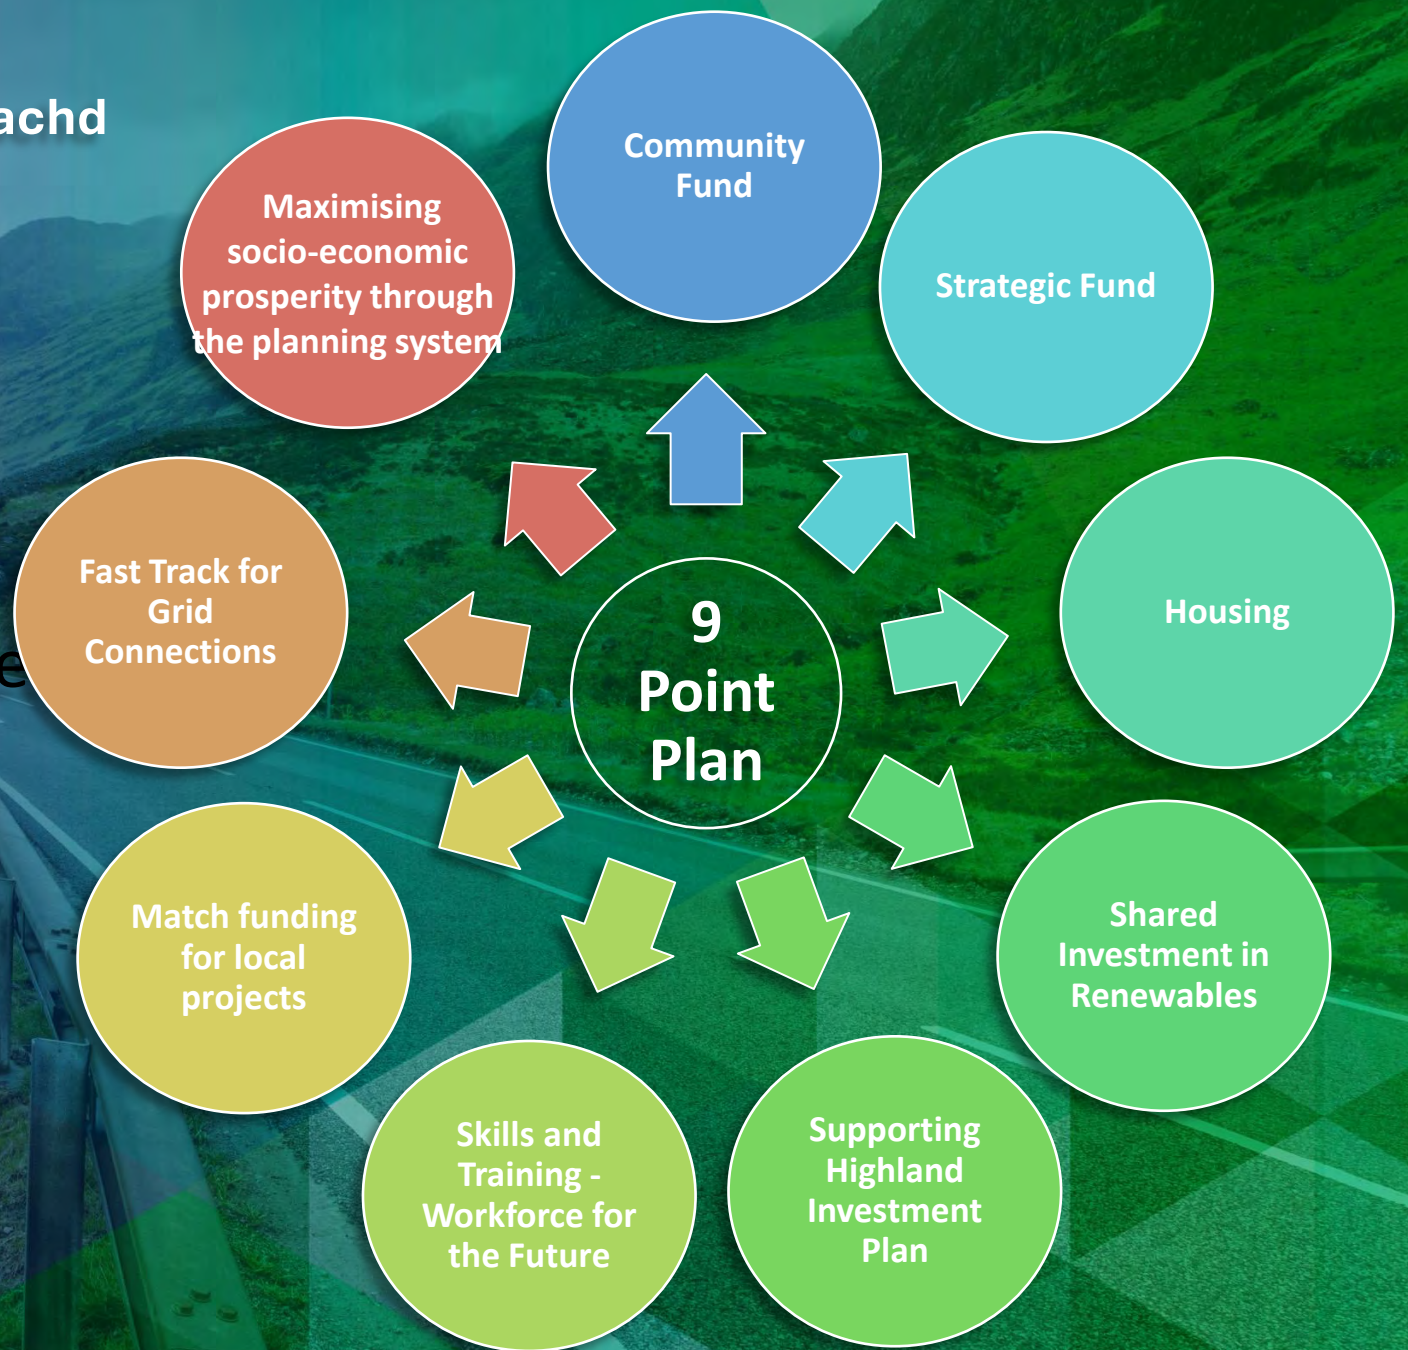 achd
Community
Fund
Strategic Fund
Housing
Shared
Investment in
Renewables
Supporting
Highland
Investment
Plan
Skills and
Training -
Workforce for
the Future
Match funding
for local
projects
Fast Track for
Grid
Connections
e
Maximising
socio-economic
prosperity through
the planning system
9
Point
Plan